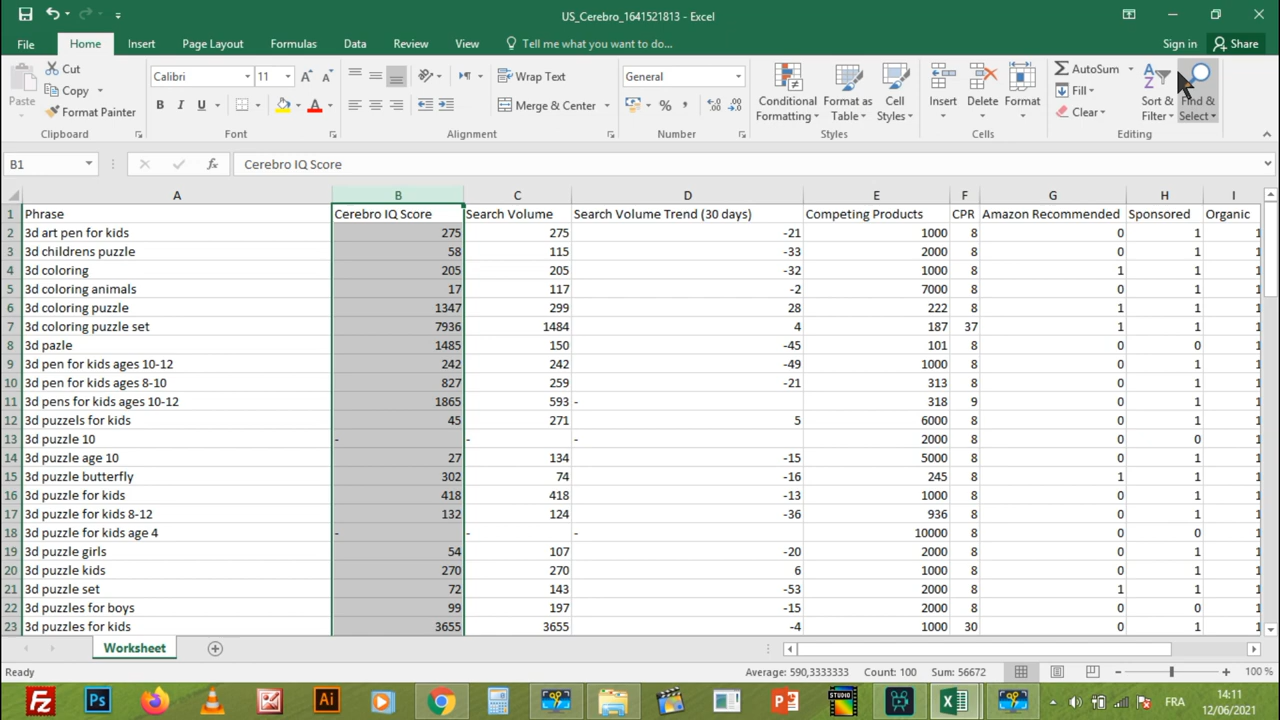 US_Cerebro_1641521813 - Excel
File Home Insert Page Layout Formulas Data Review View Tell me what you want to do... Sign in Share
Paste Cut Copy Format Painter Clipboard
Calibri 11 Font
Wrap Text Merge & Center Alignment
General % Number
Conditional Formatting Format as Table Cell Styles Styles
Insert Delete Format Cells
AutoSum Fill Clear Sort & Filter Find & Select Editing
B1 fx Cerebro IQ Score
A B C D E F G H I
1 Phrase Cerebro IQ Score Search Volume Search Volume Trend (30 days) Competing Products CPR Amazon Recommended Sponsored Organic
2 3d art pen for kids 275 275 -21 1000 8 0 1 1
3 3d childrens puzzle 58 115 -33 2000 8 0 1 1
4 3d coloring 205 205 -32 1000 8 1 1 1
5 3d coloring animals 17 117 -2 7000 8 0 1 1
6 3d coloring puzzle 1347 299 28 222 8 1 1 1
7 3d coloring puzzle set 7936 1484 4 187 37 1 1 1
8 3d pazle 1485 150 -45 101 8 0 0 1
9 3d pen for kids ages 10-12 242 242 -49 1000 8 0 1 1
10 3d pen for kids ages 8-10 827 259 -21 313 8 0 1 1
11 3d pens for kids ages 10-12 1865 593 - 318 9 0 1 1
12 3d puzzels for kids 45 271 5 6000 8 0 1 1
13 3d puzzle 10 - - - 2000 8 0 0 1
14 3d puzzle age 10 27 134 -15 5000 8 0 1 1
15 3d puzzle butterfly 302 74 -16 245 8 1 1 1
16 3d puzzle for kids 418 418 -13 1000 8 0 1 1
17 3d puzzle for kids 8-12 132 124 -36 936 8 0 1 1
18 3d puzzle for kids age 4 - - - 10000 8 0 0 1
19 3d puzzle girls 54 107 -20 2000 8 0 1 1
20 3d puzzle kids 270 270 6 1000 8 0 1 1
21 3d puzzle set 72 143 -53 2000 8 1 1 1
22 3d puzzles for boys 99 197 -15 2000 8 0 0 1
23 3d puzzles for kids 3655 3655 -4 1000 30 0 1 1
Worksheet
Ready Average: 590,3333333 Count: 100 Sum: 56672 100 %
Fz Ps Ai STUDIO FRA 14:11
12/06/2021